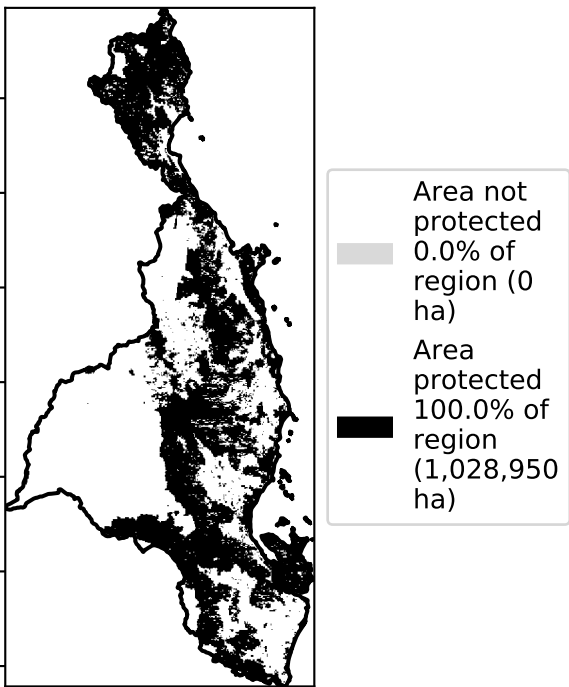 Area not
protected
0.0% of
region (0
ha)
Area
protected
100.0% of
region
(1,028,950
ha)